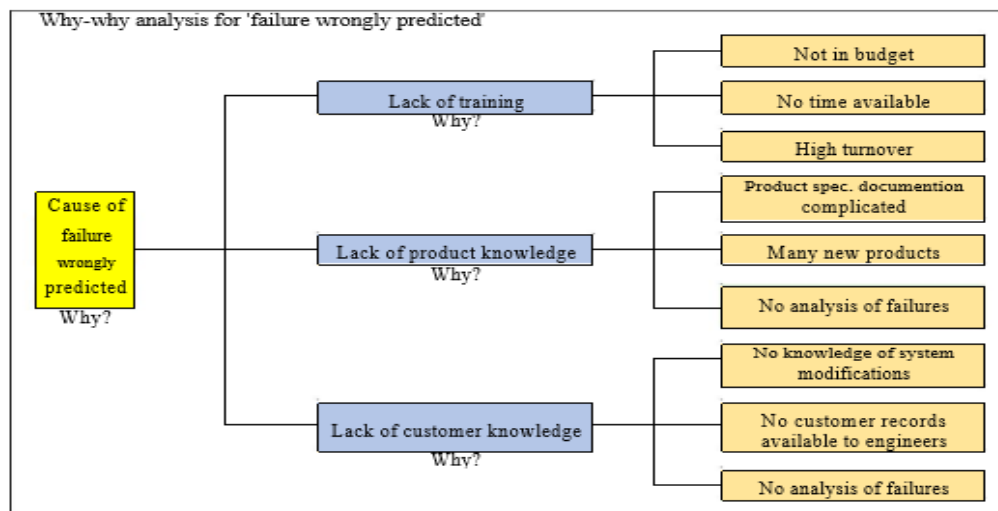 Why-why analysis for 'failure wrongly predicted'
Not in budget
Lack of training
Why?
No time available
High turnover
Cause of
failure
wrongly
predicted
Why?
Product spec. documention
complicated
Lack of product knowledge
Why?
Many new products
No analysis of failures
No knowledge of system
modifications
Lack of customer knowledge
Why?
No customer records
available to engineers
No analysis of failures